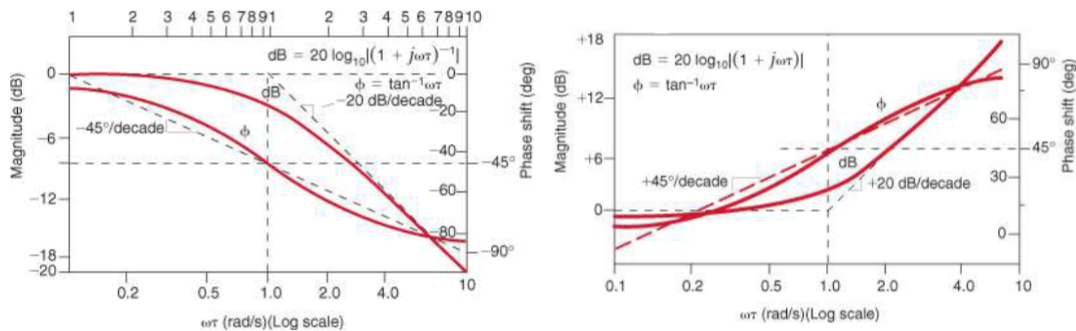 1 2 3 4 5 6 7 8 9 1 2 3 4 5 6 7 8 9 10
dB = 20 log₁₀|(1 + jωτ)⁻¹|
ϕ = tan⁻¹ωτ
dB
−20 dB/decade
−45°/decade
ϕ
Magnitude (dB)
0
−6
−12
−18
−20
Phase shift (deg)
0
−20
−40
−45°
−60
−80
−90°
0.2 0.5 1.0 2.0 4.0 10
ωτ (rad/s)(Log scale)
+18
+12
+6
0
Magnitude (dB)
dB = 20 log₁₀|(1 + jωτ)|
ϕ = tan⁻¹ωτ
ϕ
dB
+45°/decade
+20 dB/decade
90°
60
45°
30
0
Phase shift (deg)
0.1 0.2 0.5 1.0 2.0 4.0 10
ωτ (rad/s)(Log scale)